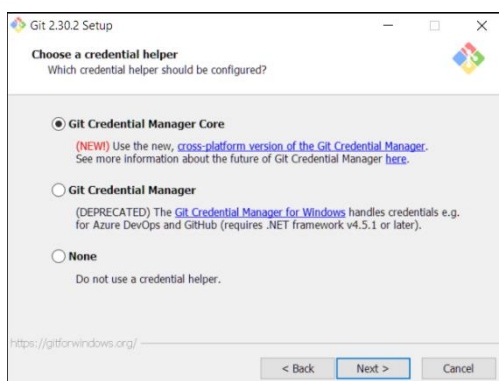 Git 2.30.2 Setup
Choose a credential helper
Which credential helper should be configured?
Git Credential Manager Core
(NEW!) Use the new, cross-platform version of the Git Credential Manager.
See more information about the future of Git Credential Manager here.
Git Credential Manager
(DEPRECATED) The Git Credential Manager for Windows handles credentials e.g.
for Azure DevOps and GitHub (requires .NET framework v4.5.1 or later).
None
Do not use a credential helper.
https://gitforwindows.org/
< Back Next > Cancel